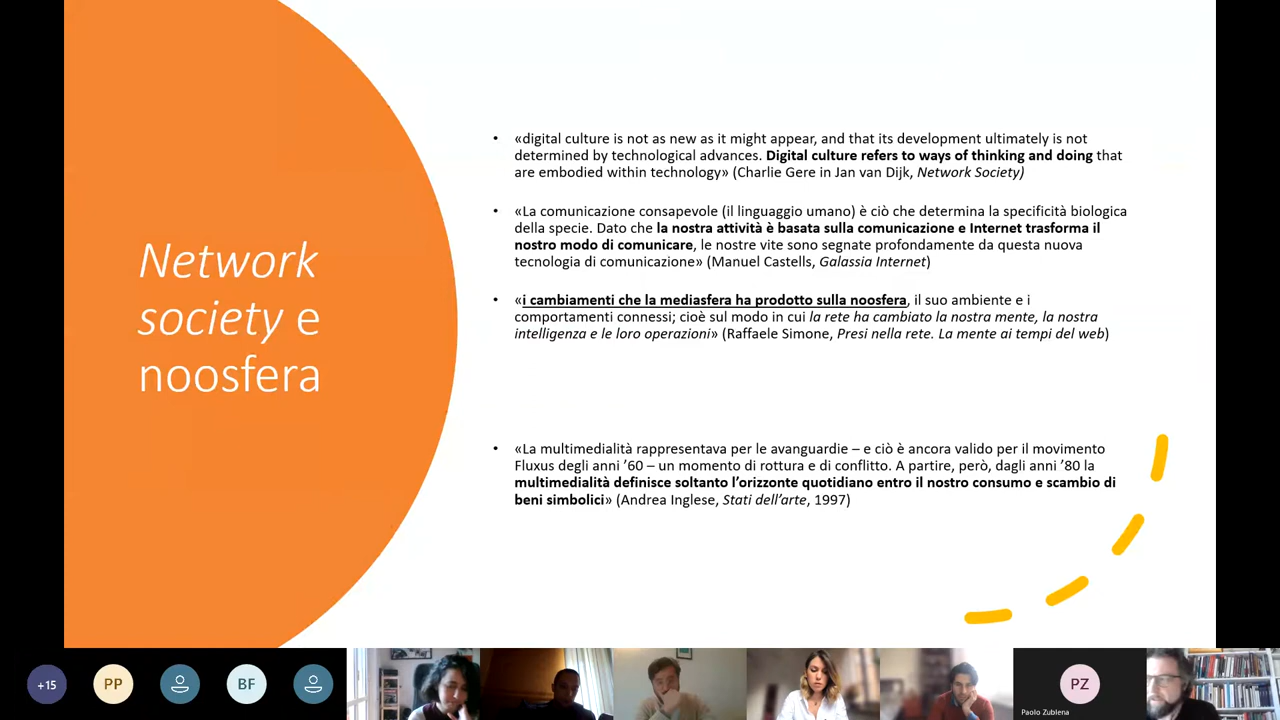 Network
society e
noosfera
• «digital culture is not as new as it might appear, and that its development ultimately is not
determined by technological advances. Digital culture refers to ways of thinking and doing that
are embodied within technology» (Charlie Gere in Jan van Dijk, Network Society)
• «La comunicazione consapevole (il linguaggio umano) è ciò che determina la specificità biologica
della specie. Dato che la nostra attività è basata sulla comunicazione e Internet trasforma il
nostro modo di comunicare, le nostre vite sono segnate profondamente da questa nuova
tecnologia di comunicazione» (Manuel Castells, Galassia Internet)
• «i cambiamenti che la mediasfera ha prodotto sulla noosfera, il suo ambiente e i
comportamenti connessi; cioè sul modo in cui la rete ha cambiato la nostra mente, la nostra
intelligenza e le loro operazioni» (Raffaele Simone, Presi nella rete. La mente ai tempi del web)
• «La multimedialità rappresentava per le avanguardie – e ciò è ancora valido per il movimento
Fluxus degli anni ’60 – un momento di rottura e di conflitto. A partire, però, dagli anni ’80 la
multimedialità definisce soltanto l’orizzonte quotidiano entro il nostro consumo e scambio di
beni simbolici» (Andrea Inglese, Stati dell’arte, 1997)
+15
PP
BF
PZ
Paolo Zublena